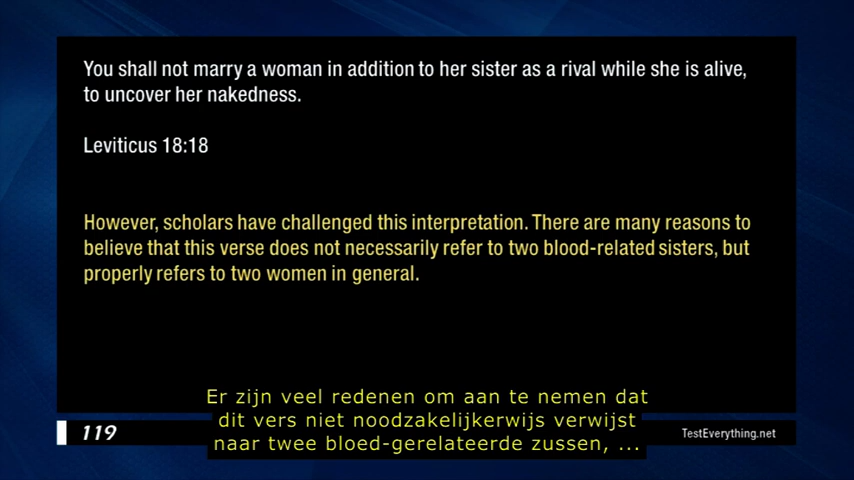 You shall not marry a woman in addition to her sister as a rival while she is alive,
to uncover her nakedness.
Leviticus 18:18
However, scholars have challenged this interpretation. There are many reasons to
believe that this verse does not necessarily refer to two blood-related sisters, but
properly refers to two women in general.
Er zijn veel redenen om aan te nemen dat
dit vers niet noodzakelijkerwijs verwijst
naar twee bloed-gerelateerde zussen, ...
119
TestEverything.net